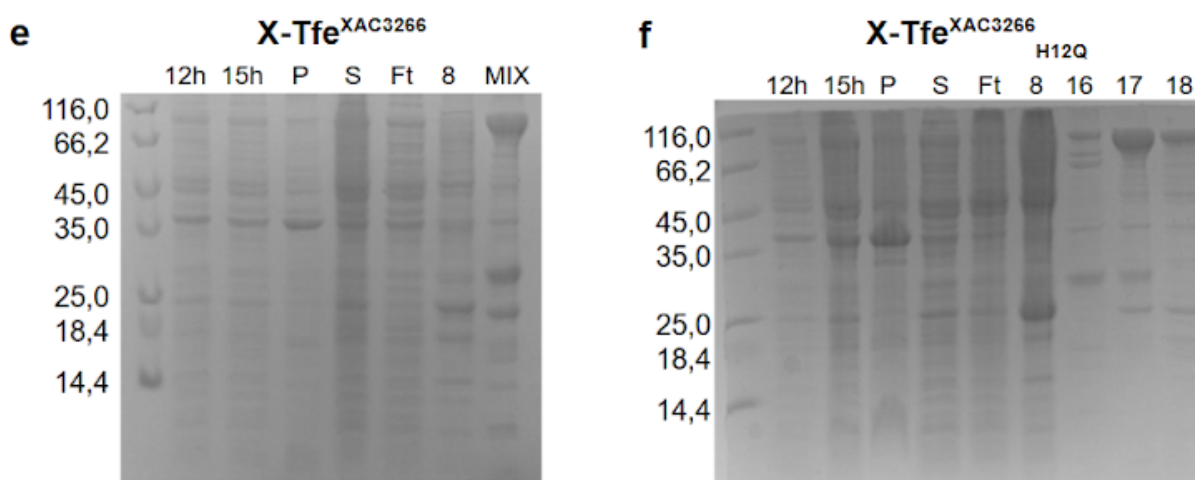 e
X-Tfe^XAC3266
12h 15h P S Ft 8 MIX
116,0
66,2
45,0
35,0
25,0
18,4
14,4
f
X-Tfe^XAC3266
H12Q
12h 15h P S Ft 8 16 17 18
116,0
66,2
45,0
35,0
25,0
18,4
14,4